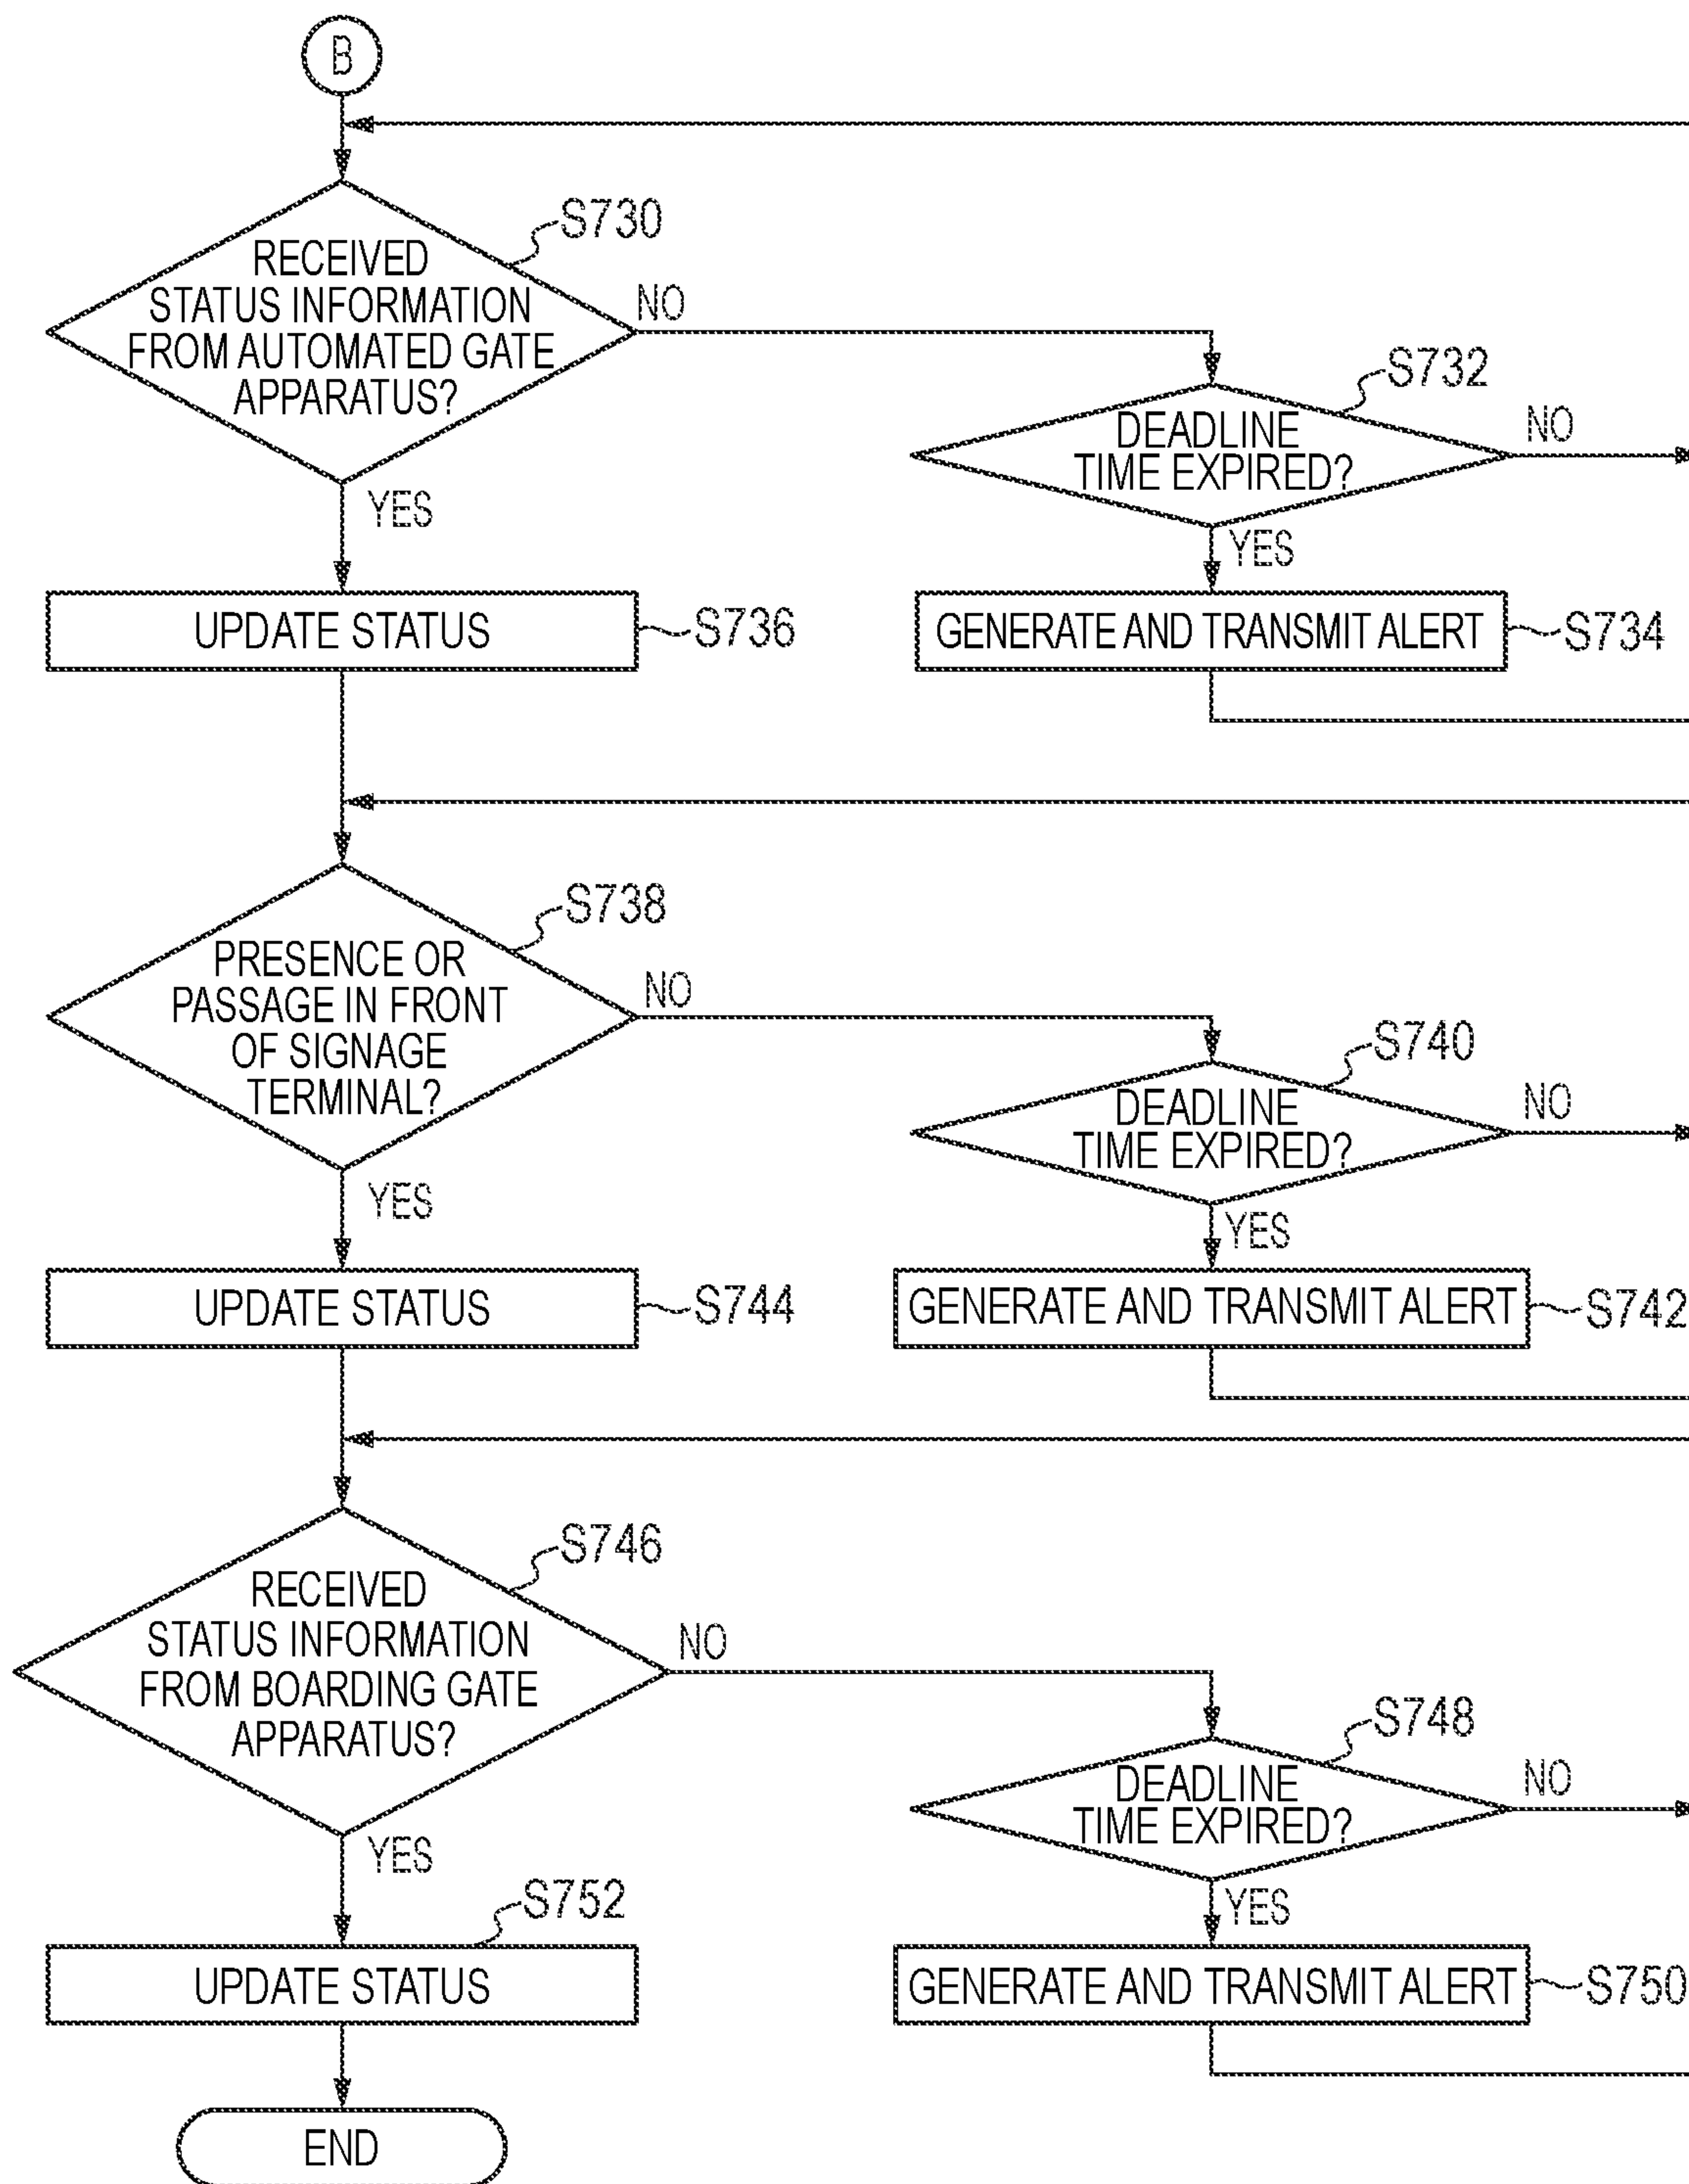 B
S730
RECEIVED
STATUS INFORMATION
FROM AUTOMATED GATE
APPARATUS?
NO
S732
DEADLINE
TIME EXPIRED?
NO
YES
YES
UPDATE STATUS
S736
GENERATE AND TRANSMIT ALERT
S734
S738
PRESENCE OR
PASSAGE IN FRONT
OF SIGNAGE
TERMINAL?
NO
S740
DEADLINE
TIME EXPIRED?
NO
YES
YES
UPDATE STATUS
S744
GENERATE AND TRANSMIT ALERT
S742
S746
RECEIVED
STATUS INFORMATION
FROM BOARDING GATE
APPARATUS?
NO
S748
DEADLINE
TIME EXPIRED?
NO
YES
YES
S752
UPDATE STATUS
GENERATE AND TRANSMIT ALERT
S750
END